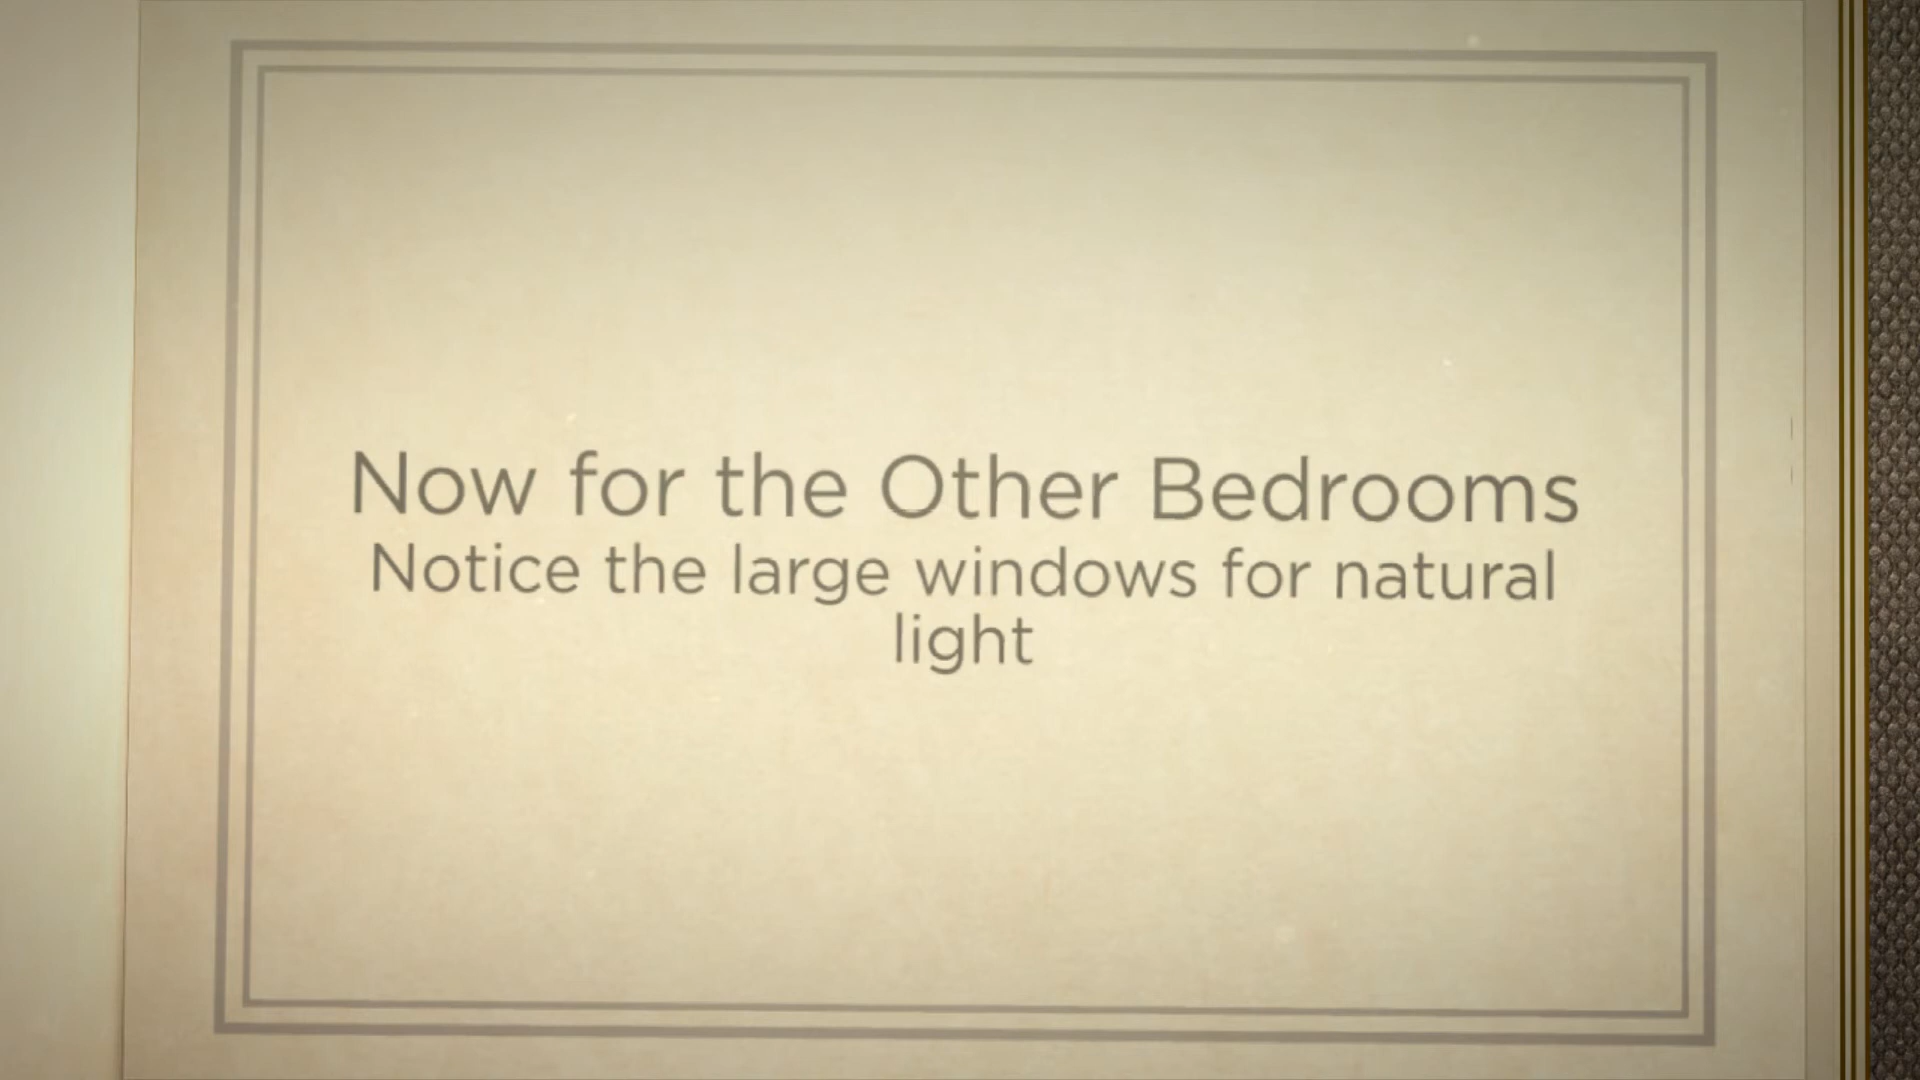 Now for the Other Bedrooms
Notice the large windows for natural
light